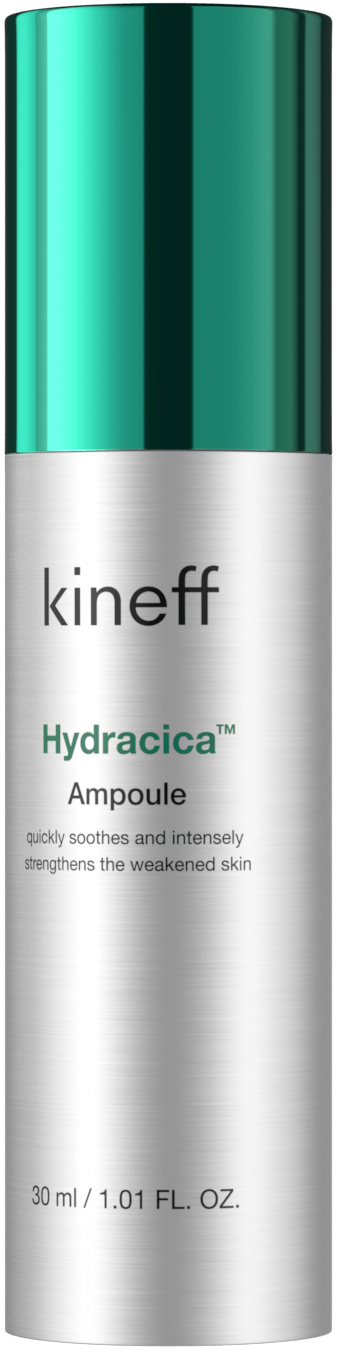 kineff
Hydracica™
Ampoule
quickly soothes and intensely
strengthens the weakened skin
30 ml / 1.01 FL. OZ.